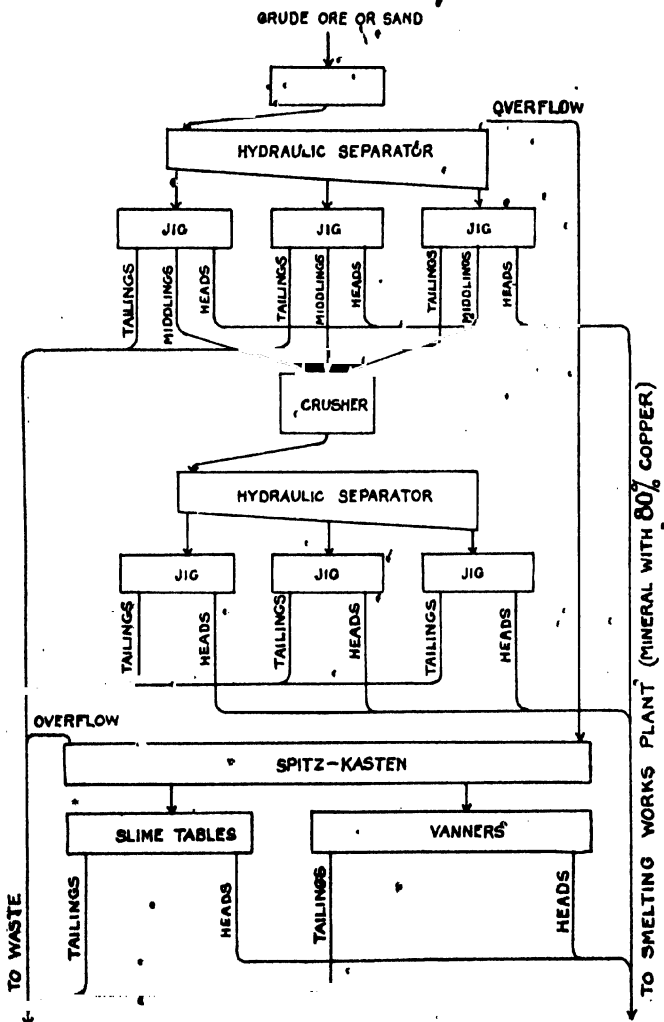 CRUDE ORE OR SAND
OVERFLOW
HYDRAULIC SEPARATOR
JIG
JIG
JIG
TAILINGS
MIDDLINGS
HEADS
TAILINGS
MIDDLINGS
HEADS
TAILINGS
MIDDLINGS
HEADS
CRUSHER
HYDRAULIC SEPARATOR
JIG
JIG
JIG
TAILINGS
HEADS
TAILINGS
HEADS
TAILINGS
HEADS
OVERFLOW
SPITZ-KASTEN
SLIME TABLES
VANNERS
TAILINGS
HEADS
TAILINGS
HEADS
TO WASTE
TO SMELTING WORKS PLANT (MINERAL WITH 80% COPPER)